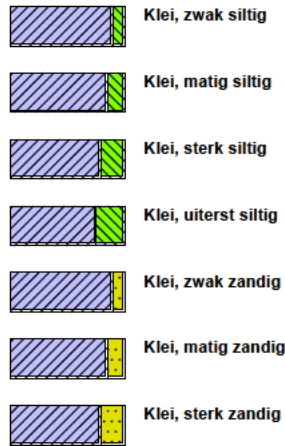 Klei, zwak siltig
Klei, matig siltig
Klei, sterk siltig
Klei, uiterst siltig
Klei, zwak zandig
Klei, matig zandig
Klei, sterk zandig